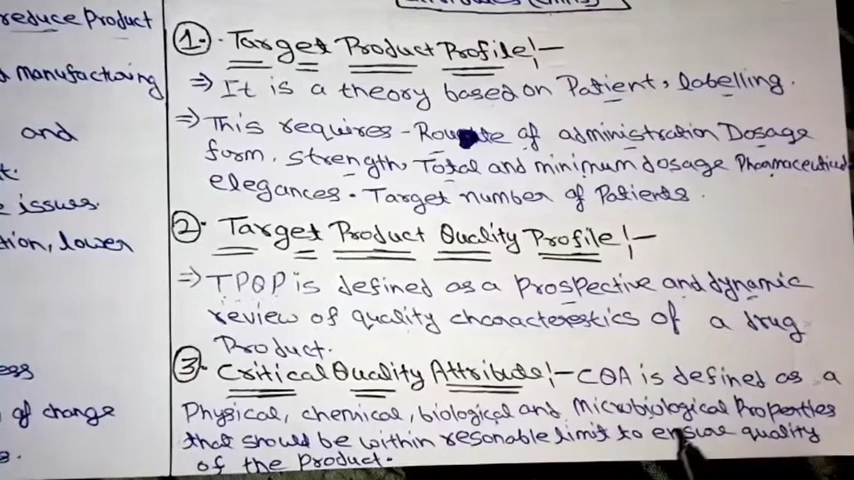 reduce Product
manufacturing
and
t.
e issues.
tion, lower
ess
of change
1. Target Product Profile!—
⇒ It is a theory based on Patient, labelling.
⇒ This requires - Route of administration Dosage
form. strength, Total and minimum dosage Pharmaceutical
elegances. Target number of Patients.
2. Target Product Quality Profile!—
⇒ TPQP is defined as a Prospective and dynamic
review of quality characterestics of a drug
Product.
3. Critical Quality Attribute!— CQA is defined as a
Physical, chemical, biological and Microbiological Properties
that should be within resonable limit to ensure quality
of the Product.